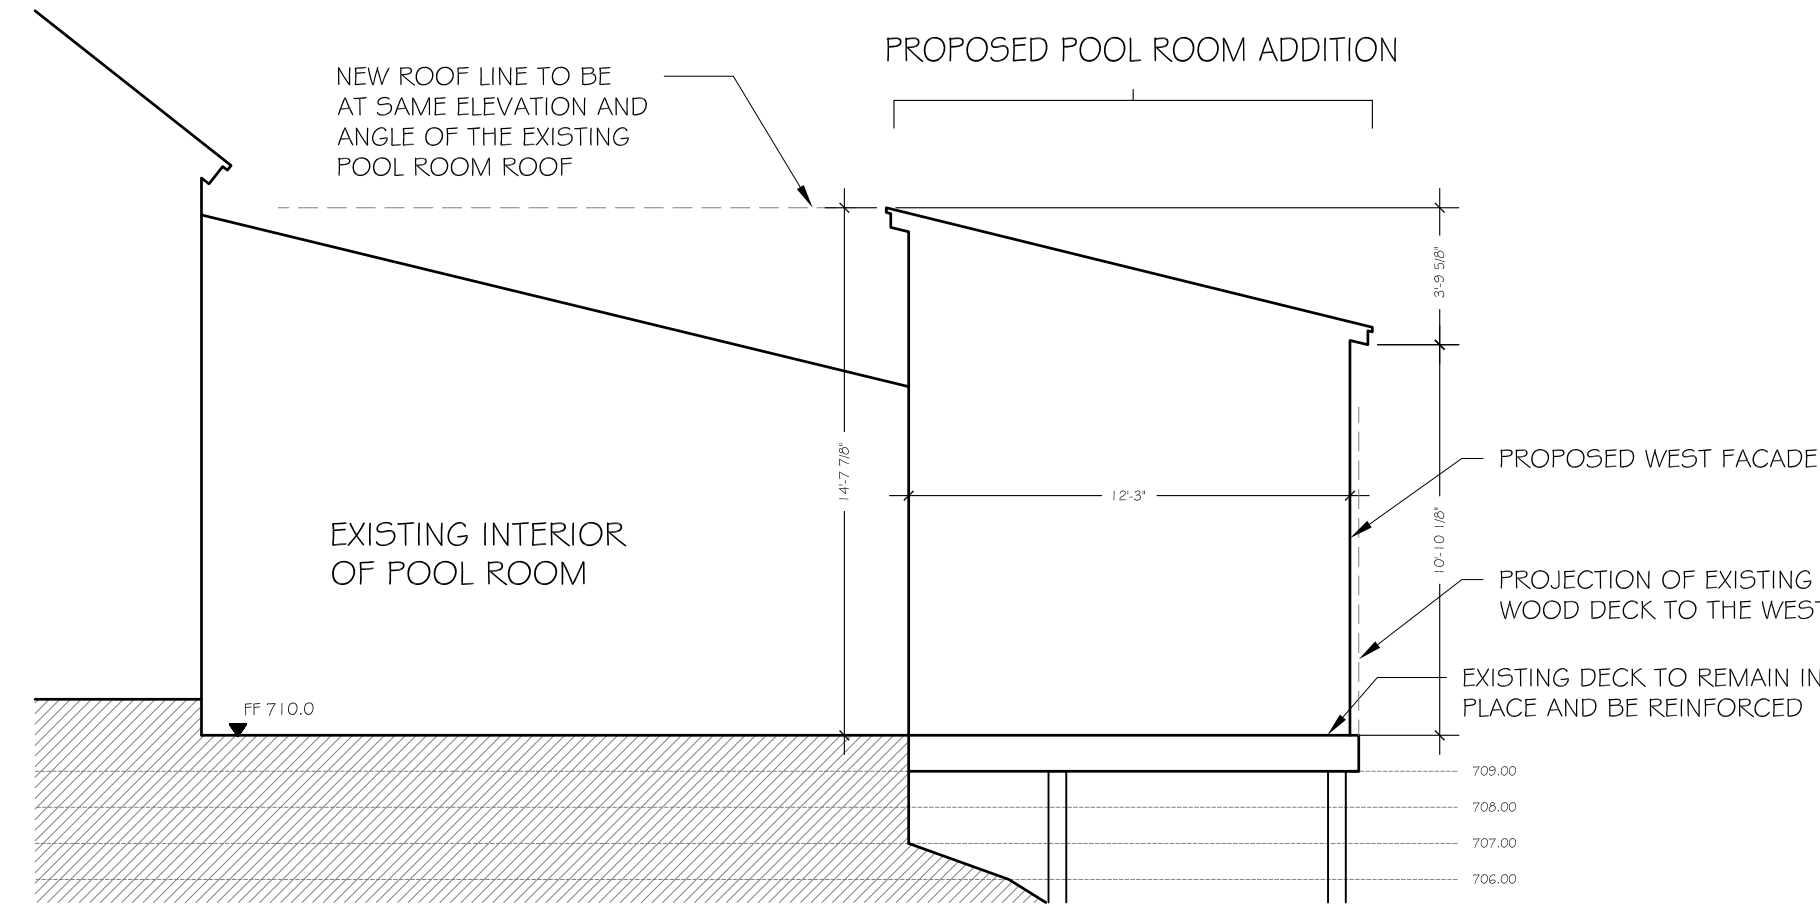 PROPOSED POOL ROOM ADDITION
NEW ROOF LINE TO BE
AT SAME ELEVATION AND
ANGLE OF THE EXISTING
POOL ROOM ROOF
3'-9 5/8"
14'-7 7/8"
12'-3"
10'-10 1/8"
PROPOSED WEST FACADE
EXISTING INTERIOR
OF POOL ROOM
PROJECTION OF EXISTING
WOOD DECK TO THE WEST
EXISTING DECK TO REMAIN IN
PLACE AND BE REINFORCED
FF 710.0
709.00
708.00
707.00
706.00